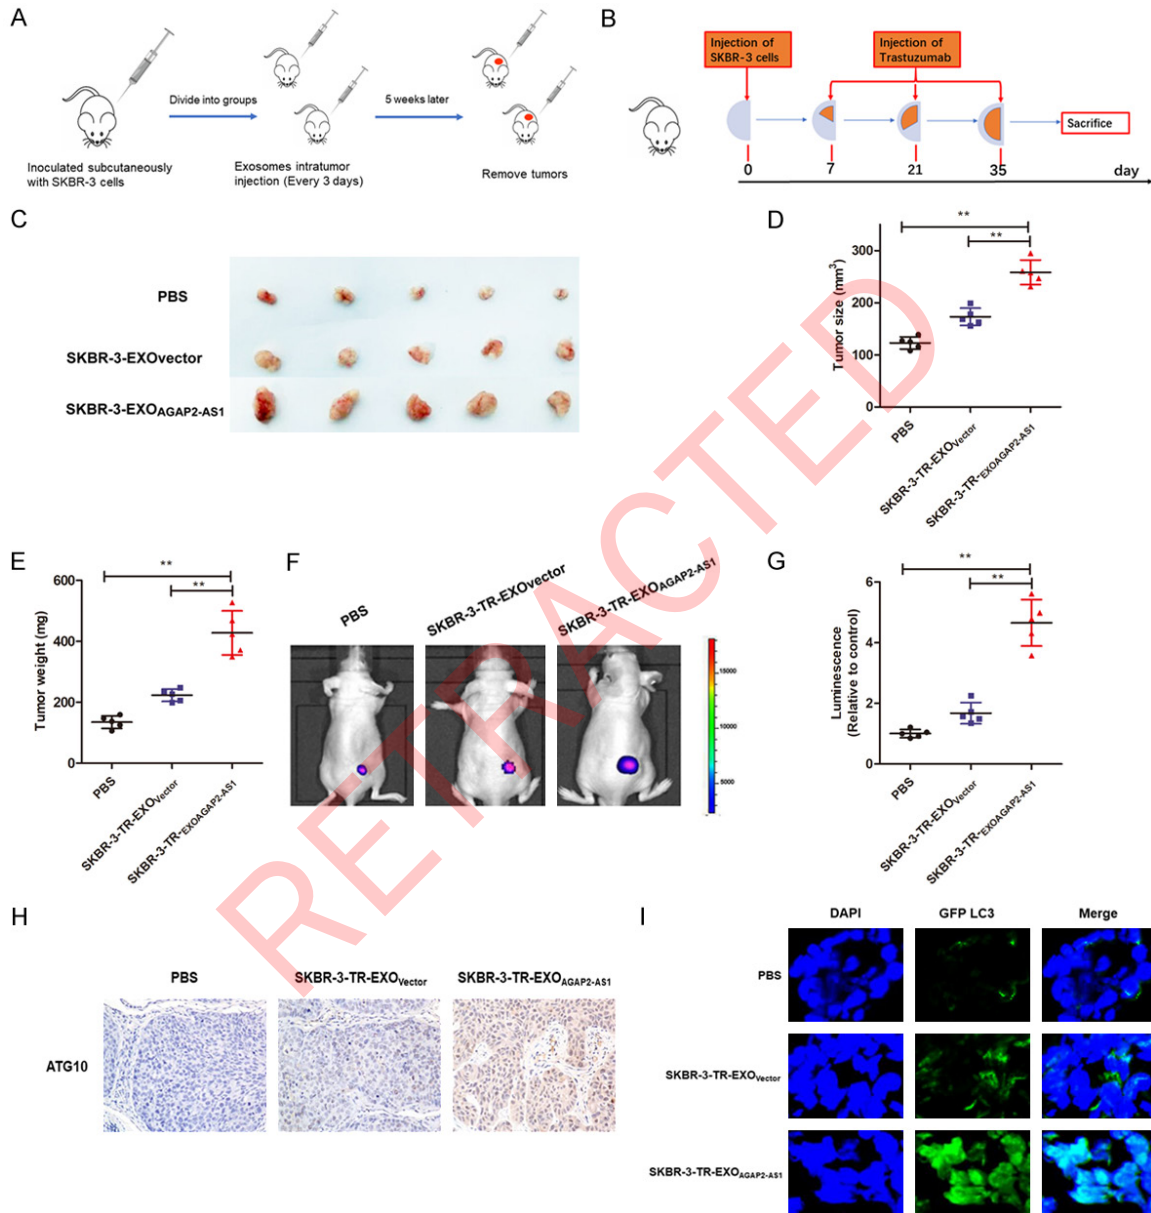 A
Divide into groups
5 weeks later
Inoculated subcutaneously
with SKBR-3 cells
Exosomes intratumor
injection (Every 3 days)
Remove tumors
B
Injection of
SKBR-3 cells
Injection of
Trastuzumab
Sacrifice
0 7 21 35 day
C
PBS
SKBR-3-EXOvector
SKBR-3-EXOAGAP2-AS1
D
**
**
Tumor size (mm3)
300
200
100
0
PBS
SKBR-3-TR-EXOVector
SKBR-3-TR-EXOAGAP2-AS1
E
**
**
Tumor weight (mg)
600
400
200
0
PBS
SKBR-3-TR-EXOVector
SKBR-3-TR-EXOAGAP2-AS1
F
PBS
SKBR-3-TR-EXOvector
SKBR-3-TR-EXOAGAP2-AS1
15000
10000
5000
G
**
**
Luminescence
(Relative to control)
6
4
2
0
PBS
SKBR-3-TR-EXOVector
SKBR-3-TR-EXOAGAP2-AS1
H
PBS
SKBR-3-TR-EXOVector
SKBR-3-TR-EXOAGAP2-AS1
ATG10
I
DAPI
GFP LC3
Merge
PBS
SKBR-3-TR-EXOVector
SKBR-3-TR-EXOAGAP2-AS1
RETRACTED